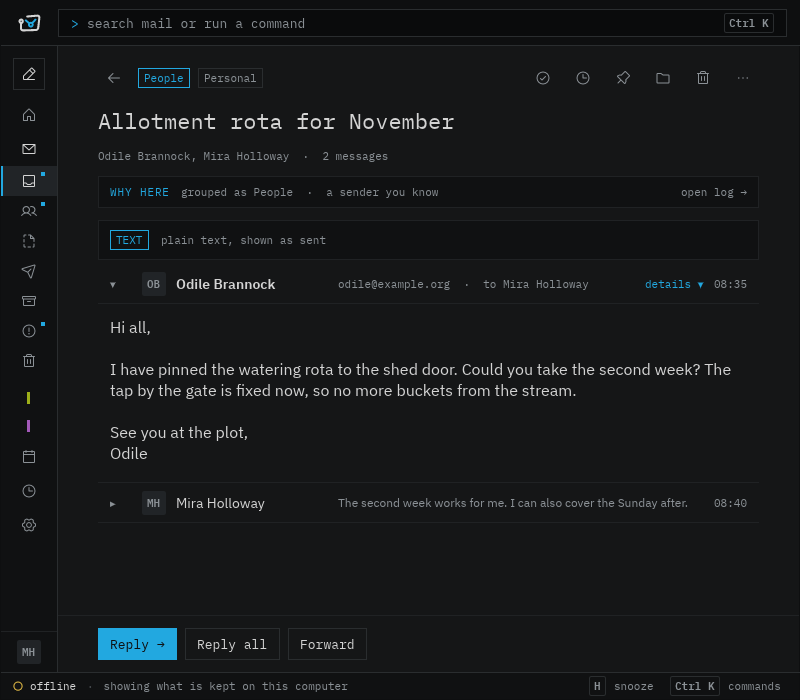 > search mail or run a command Ctrl K
People Personal
Allotment rota for November
Odile Brannock, Mira Holloway · 2 messages
WHY HERE grouped as People · a sender you know open log →
TEXT plain text, shown as sent
▾ OB Odile Brannock odile@example.org · to Mira Holloway details ▾ 08:35
Hi all,
I have pinned the watering rota to the shed door. Could you take the second week? The
tap by the gate is fixed now, so no more buckets from the stream.
See you at the plot,
Odile
▸ MH Mira Holloway The second week works for me. I can also cover the Sunday after. 08:40
Reply → Reply all Forward
MH
offline · showing what is kept on this computer H snooze Ctrl K commands